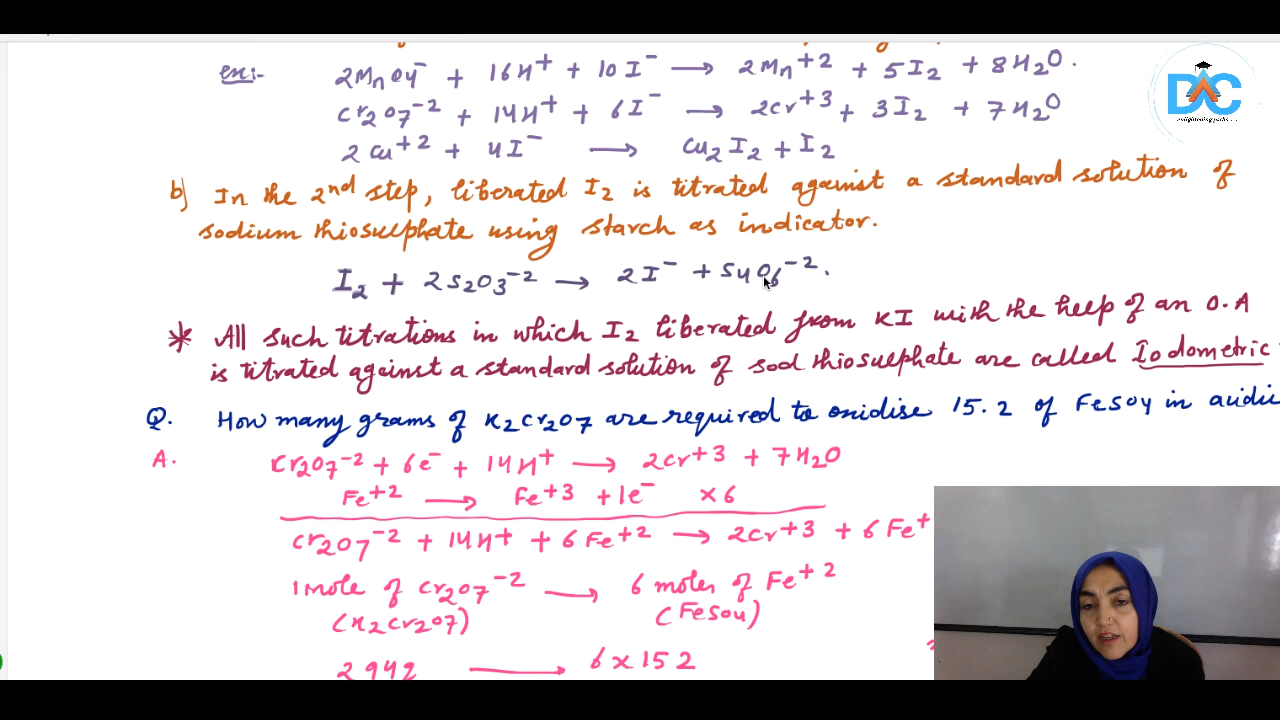 ex:- 2MnO4⁻ + 16H⁺ + 10I⁻ → 2Mn⁺² + 5I₂ + 8H₂O.
DAC
Cr₂O₇⁻² + 14H⁺ + 6I⁻ → 2Cr⁺³ + 3I₂ + 7H₂O
2Cu⁺² + 4I⁻ → Cu₂I₂ + I₂
b) In the 2nd step, liberated I₂ is titrated against a standard solution of
sodium thiosulphate using starch as indicator.
I₂ + 2S₂O₃⁻² → 2I⁻ + S₄O₆⁻².
* All such titrations in which I₂ liberated from KI with the help of an O.A
is titrated against a standard solution of sod thiosulphate are called Iodometric
Q. How many grams of K₂Cr₂O₇ are required to oxidise 15.2 of FeSO4 in acidic
A. Cr₂O₇⁻² + 6e⁻ + 14H⁺ → 2Cr⁺³ + 7H₂O
Fe⁺² → Fe⁺³ + 1e⁻ ×6
Cr₂O₇⁻² + 14H⁺ + 6Fe⁺² → 2Cr⁺³ + 6Fe⁺
1 mole of Cr₂O₇⁻² → 6 moles of Fe⁺²
(K₂Cr₂O₇) (FeSO4)
294g → 6×152